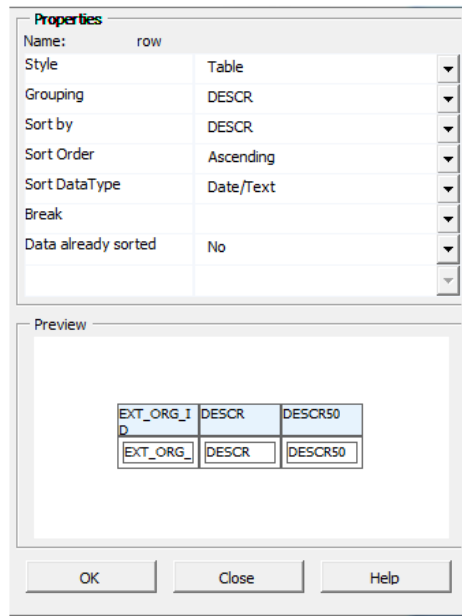 Properties
Name: row
Style Table
Grouping DESCR
Sort by DESCR
Sort Order Ascending
Sort DataType Date/Text
Break
Data already sorted No
Preview
EXT_ORG_I DESCR DESCR50
D
EXT_ORG_ DESCR DESCR50
OK Close Help